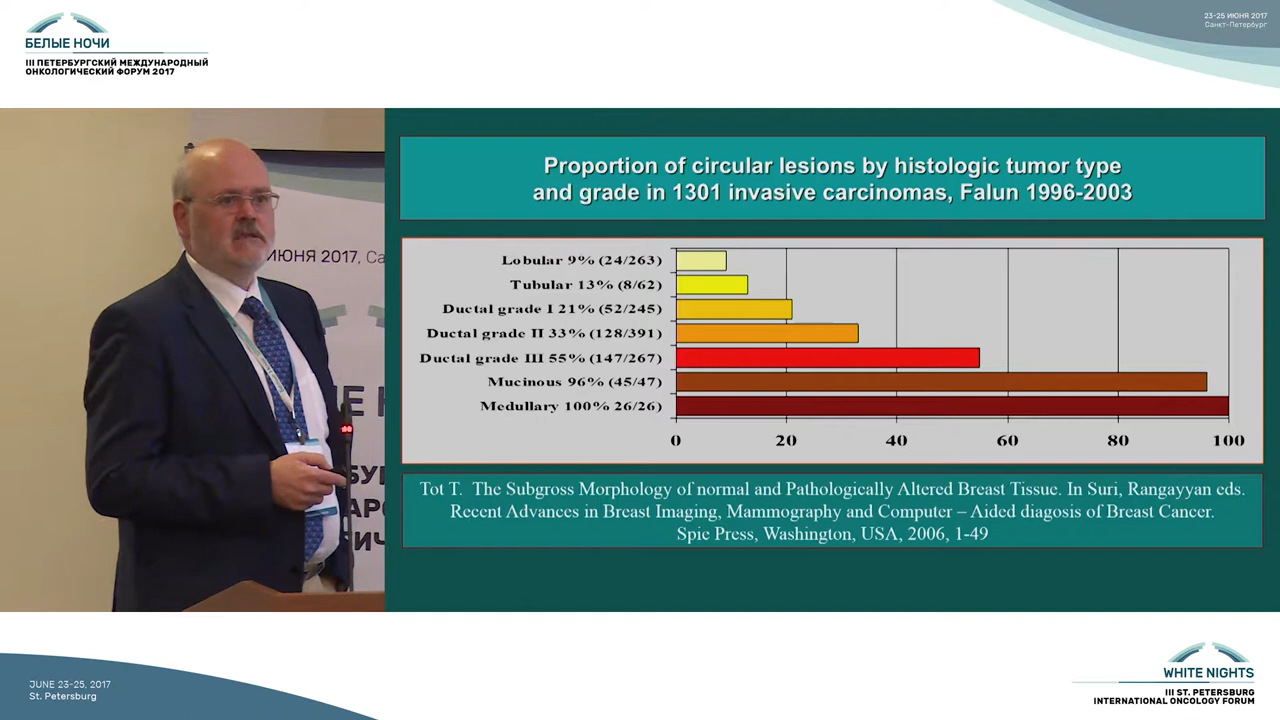 БЕЛЫЕ НОЧИ
III ПЕТЕРБУРГСКИЙ МЕЖДУНАРОДНЫЙ
ОНКОЛОГИЧЕСКИЙ ФОРУМ 2017
23-25 ИЮНЯ 2017
Санкт-Петербург
ИЮНЯ 2017, Са
Proportion of circular lesions by histologic tumor type
and grade in 1301 invasive carcinomas, Falun 1996-2003
Lobular 9% (24/263)
Tubular 13% (8/62)
Ductal grade I 21% (52/245)
Ductal grade II 33% (128/391)
Ductal grade III 55% (147/267)
Mucinous 96% (45/47)
Medullary 100% 26/26)
0 20 40 60 80 100
Tot T. The Subgross Morphology of normal and Pathologically Altered Breast Tissue. In Suri, Rangayyan eds.
Recent Advances in Breast Imaging, Mammography and Computer – Aided diagosis of Breast Cancer.
Spie Press, Washington, USA, 2006, 1-49
JUNE 23-25, 2017
St. Petersburg
WHITE NIGHTS
III ST. PETERSBURG
INTERNATIONAL ONCOLOGY FORUM